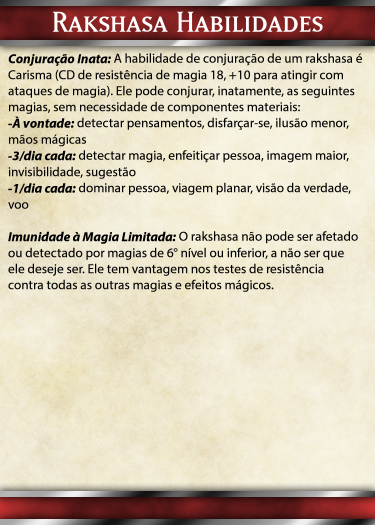 Rakshasa Habilidades
Conjuração Inata: A habilidade de conjuração de um rakshasa é
Carisma (CD de resistência de magia 18, +10 para atingir com
ataques de magia). Ele pode conjurar, inatamente, as seguintes
magias, sem necessidade de componentes materiais:
-À vontade: detectar pensamentos, disfarçar-se, ilusão menor,
mãos mágicas
-3/dia cada: detectar magia, enfeitiçar pessoa, imagem maior,
invisibilidade, sugestão
-1/dia cada: dominar pessoa, viagem planar, visão da verdade,
voo
Imunidade à Magia Limitada: O rakshasa não pode ser afetado
ou detectado por magias de 6° nível ou inferior, a não ser que
ele deseje ser. Ele tem vantagem nos testes de resistência
contra todas as outras magias e efeitos mágicos.